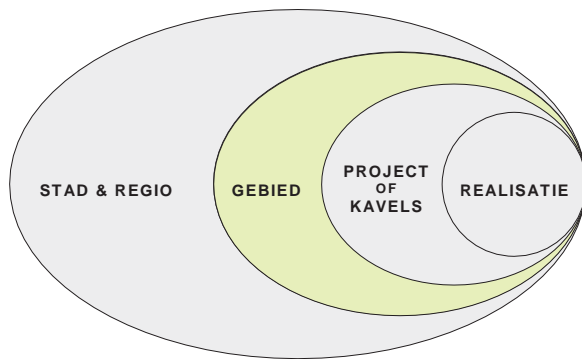 STAD & REGIO
GEBIED
PROJECT
OF
KAVELS
REALISATIE